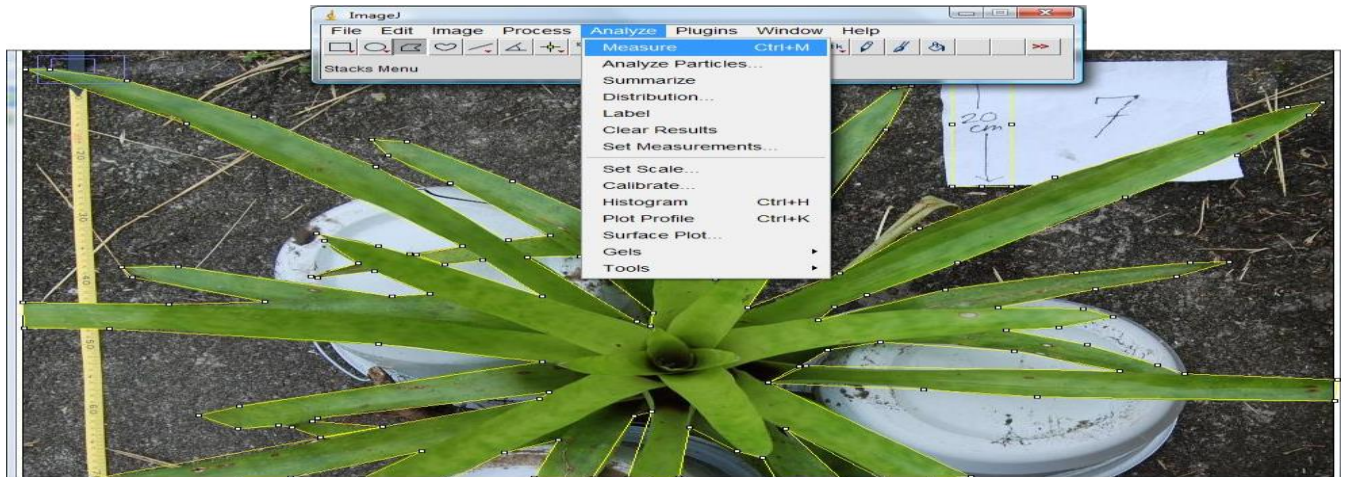 ImageJ
File Edit Image Process Analyze Plugins Window Help
Stacks Menu
Measure Ctrl+M
Analyze Particles...
Summarize
Distribution...
Label
Clear Results
Set Measurements...
Set Scale...
Calibrate...
Histogram Ctrl+H
Plot Profile Ctrl+K
Surface Plot...
Gels
Tools
20
cm
7
20
30
40
50
60